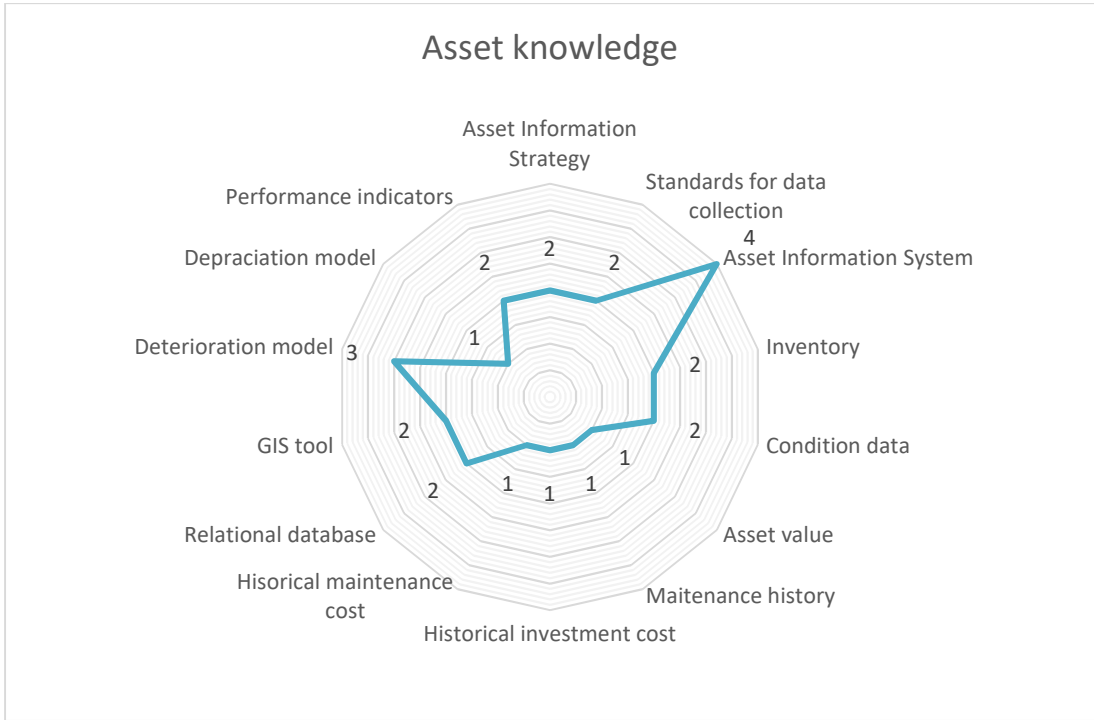 Asset knowledge
Asset Information
Strategy
Performance indicators
Standards for data
collection
4
Depraciation model
Asset Information System
2
2
2
Deterioration model
3
1
2
Inventory
GIS tool
2
2
Condition data
2
1
1
1
1
Relational database
Asset value
Hisorical maintenance
cost
Maitenance history
Historical investment cost